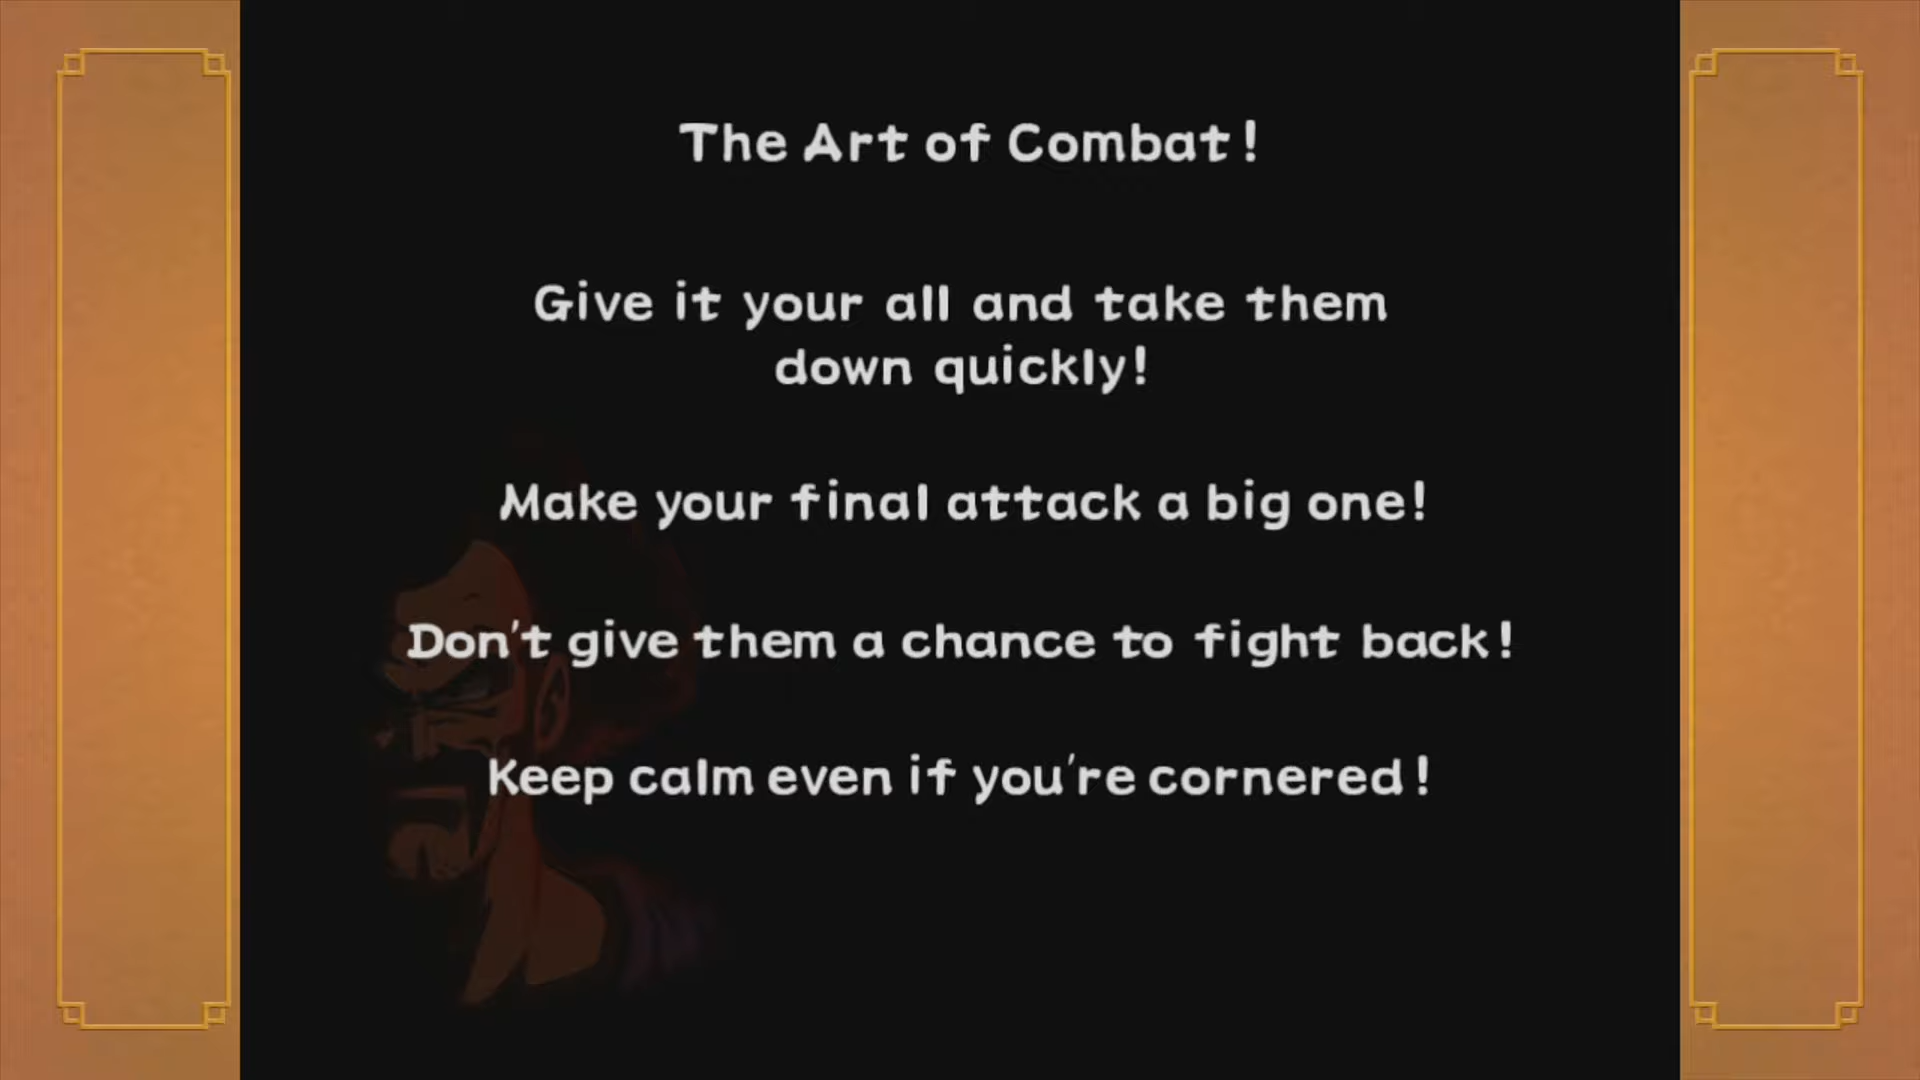 The Art of Combat!
Give it your all and take them
down quickly!
Make your final attack a big one!
Don't give them a chance to fight back!
Keep calm even if you're cornered!